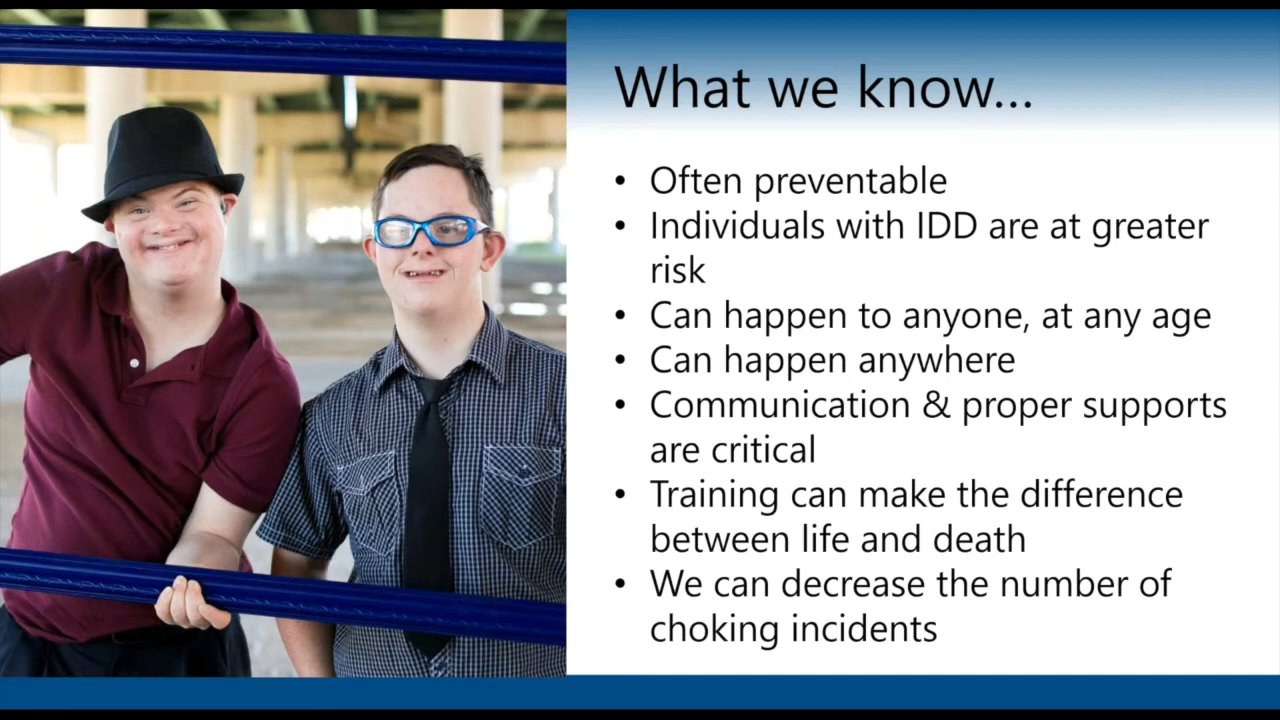 What we know...
• Often preventable
• Individuals with IDD are at greater
risk
• Can happen to anyone, at any age
• Can happen anywhere
• Communication & proper supports
are critical
• Training can make the difference
between life and death
• We can decrease the number of
choking incidents